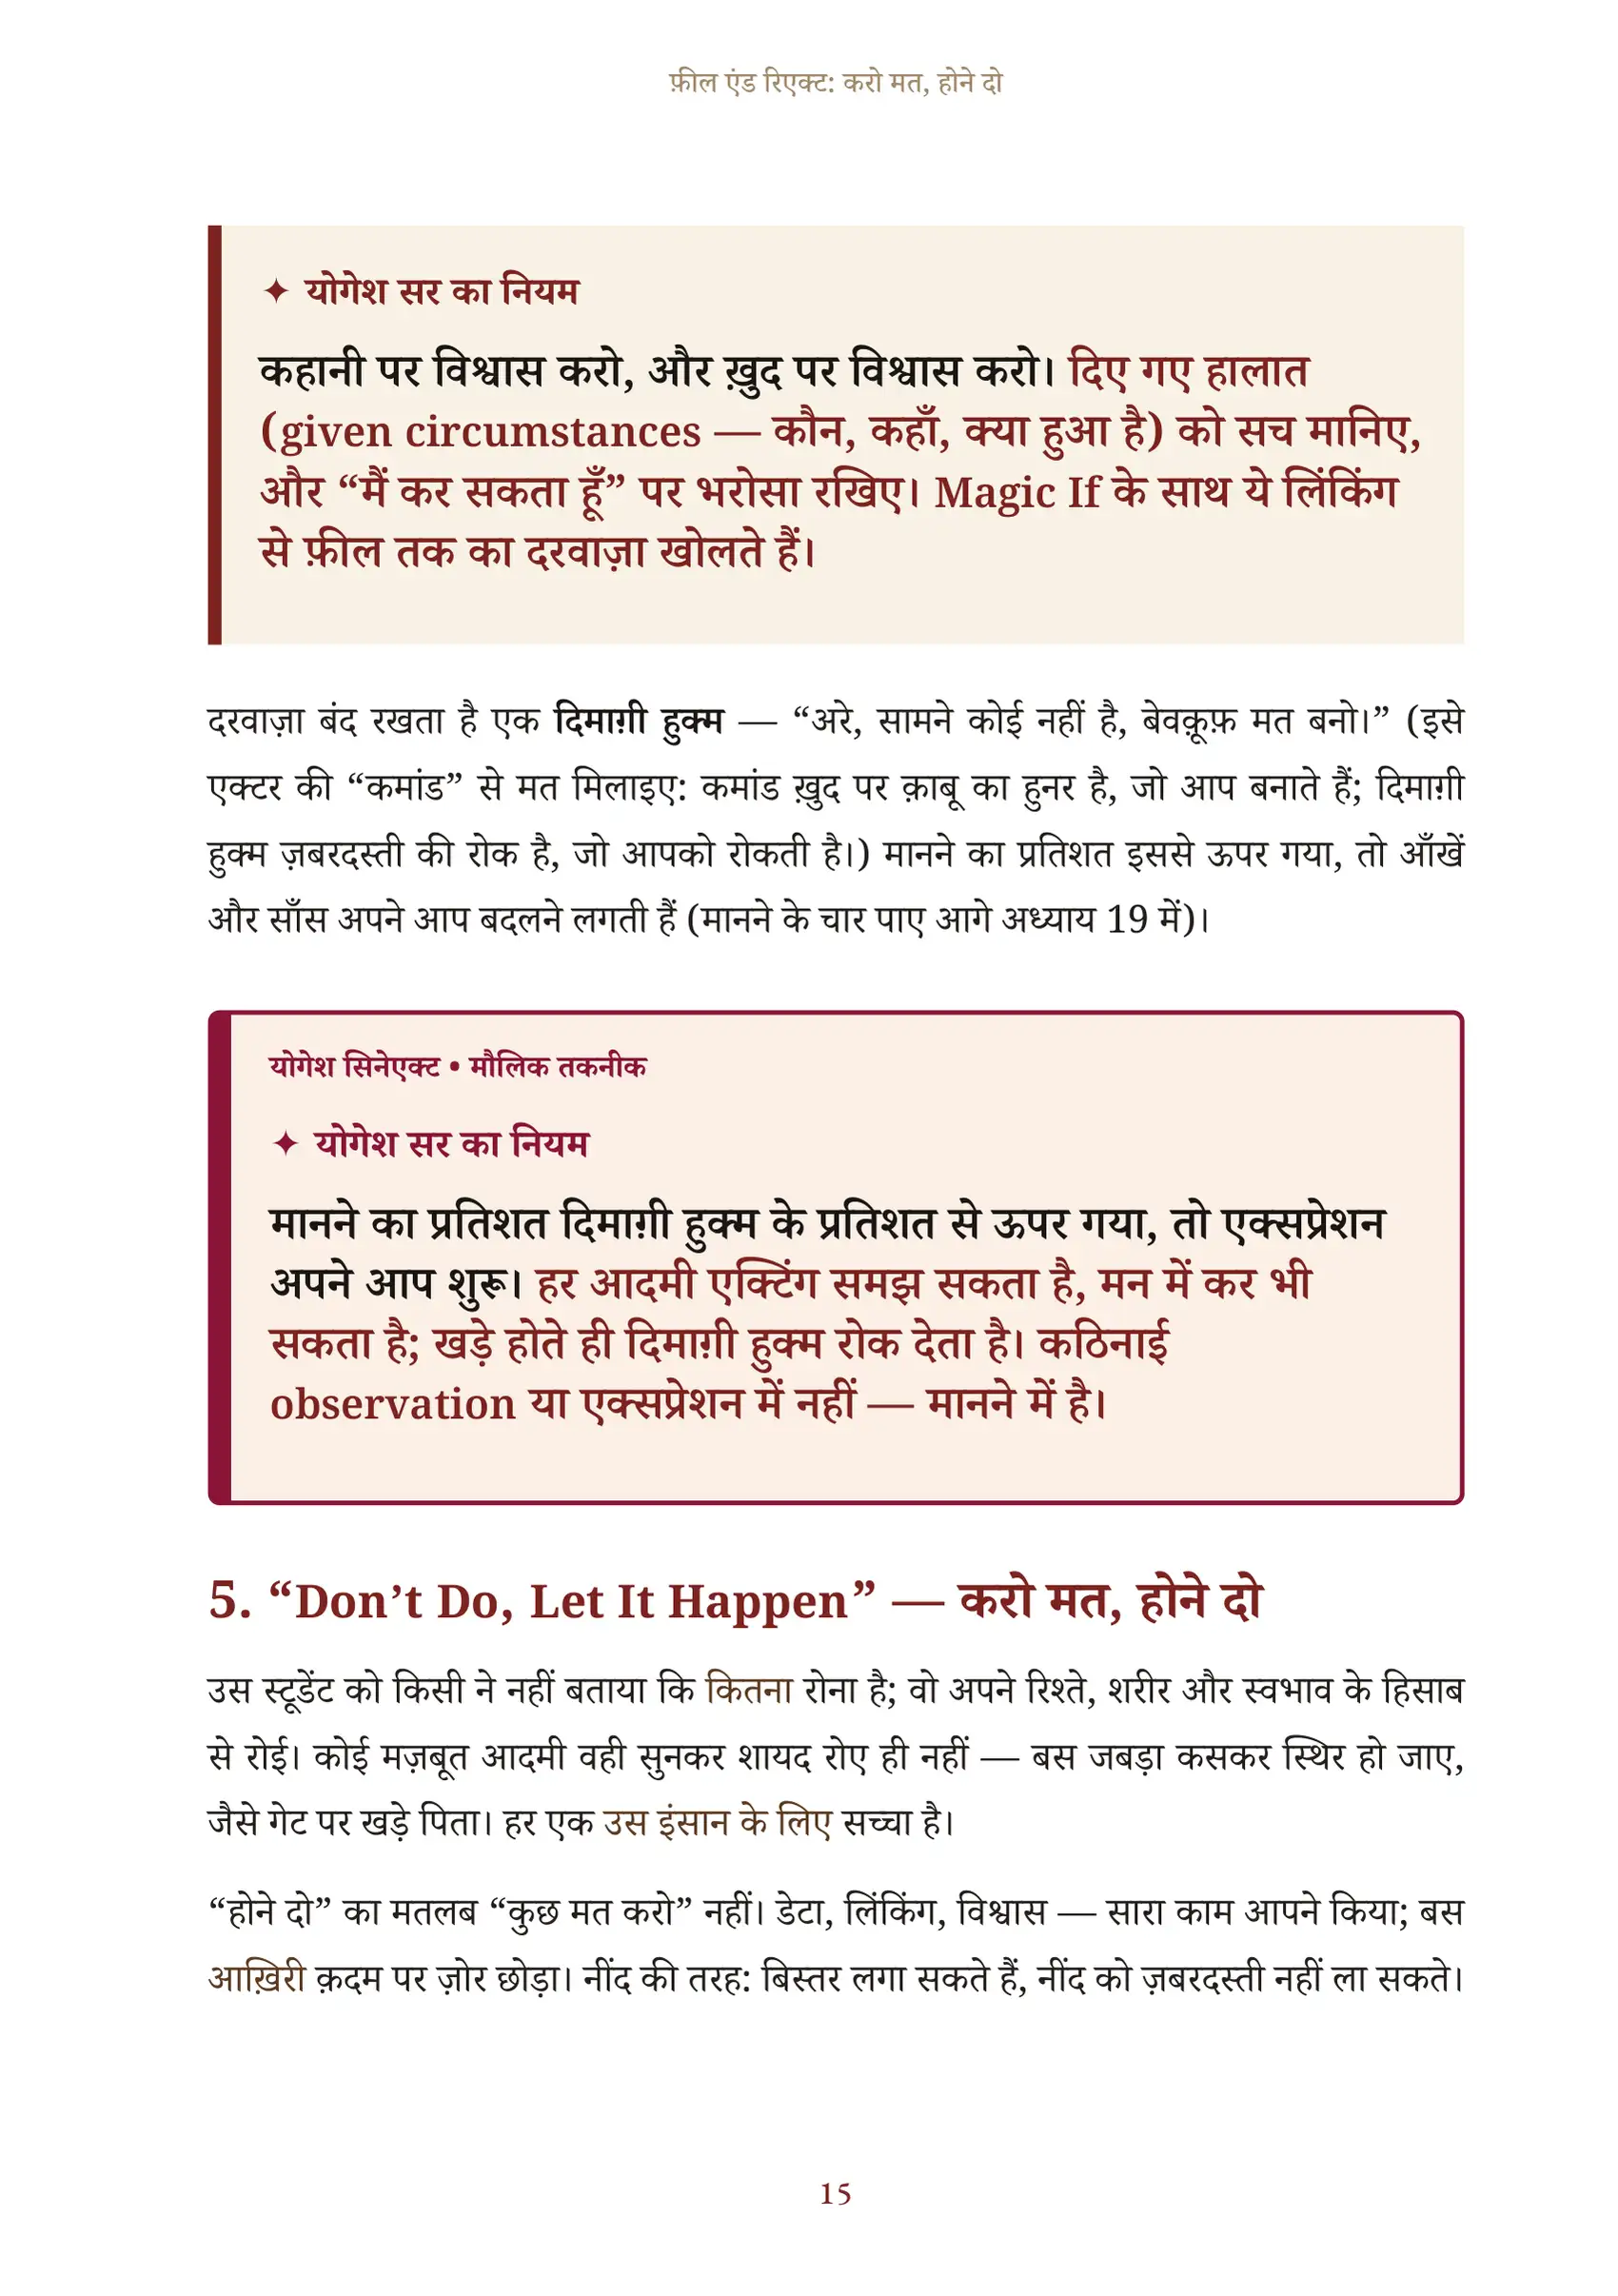 फ़ील एंड रिएक्ट: करो मत, होने दो
✦ योगेश सर का नियम
कहानी पर विश्वास करो, और ख़ुद पर विश्वास करो। दिए गए हालात
(given circumstances — कौन, कहाँ, क्या हुआ है) को सच मानिए,
और “मैं कर सकता हूँ” पर भरोसा रखिए। Magic If के साथ ये लिंकिंग
से फ़ील तक का दरवाज़ा खोलते हैं।
दरवाज़ा बंद रखता है एक दिमाग़ी हुक्म — “अरे, सामने कोई नहीं है, बेवक़ूफ़ मत बनो।” (इसे
एक्टर की “कमांड” से मत मिलाइए: कमांड ख़ुद पर क़ाबू का हुनर है, जो आप बनाते हैं; दिमाग़ी
हुक्म ज़बरदस्ती की रोक है, जो आपको रोकती है।) मानने का प्रतिशत इससे ऊपर गया, तो आँखें
और साँस अपने आप बदलने लगती हैं (मानने के चार पाए आगे अध्याय 19 में)।
योगेश सिनेएक्ट • मौलिक तकनीक
✦ योगेश सर का नियम
मानने का प्रतिशत दिमाग़ी हुक्म के प्रतिशत से ऊपर गया, तो एक्सप्रेशन
अपने आप शुरू। हर आदमी एक्टिंग समझ सकता है, मन में कर भी
सकता है; खड़े होते ही दिमाग़ी हुक्म रोक देता है। कठिनाई
observation या एक्सप्रेशन में नहीं — मानने में है।
5. “Don’t Do, Let It Happen” — करो मत, होने दो
उस स्टूडेंट को किसी ने नहीं बताया कि कितना रोना है; वो अपने रिश्ते, शरीर और स्वभाव के हिसाब
से रोई। कोई मज़बूत आदमी वही सुनकर शायद रोए ही नहीं — बस जबड़ा कसकर स्थिर हो जाए,
जैसे गेट पर खड़े पिता। हर एक उस इंसान के लिए सच्चा है।
“होने दो” का मतलब “कुछ मत करो” नहीं। डेटा, लिंकिंग, विश्वास — सारा काम आपने किया; बस
आख़िरी क़दम पर ज़ोर छोड़ा। नींद की तरह: बिस्तर लगा सकते हैं, नींद को ज़बरदस्ती नहीं ला सकते।
15